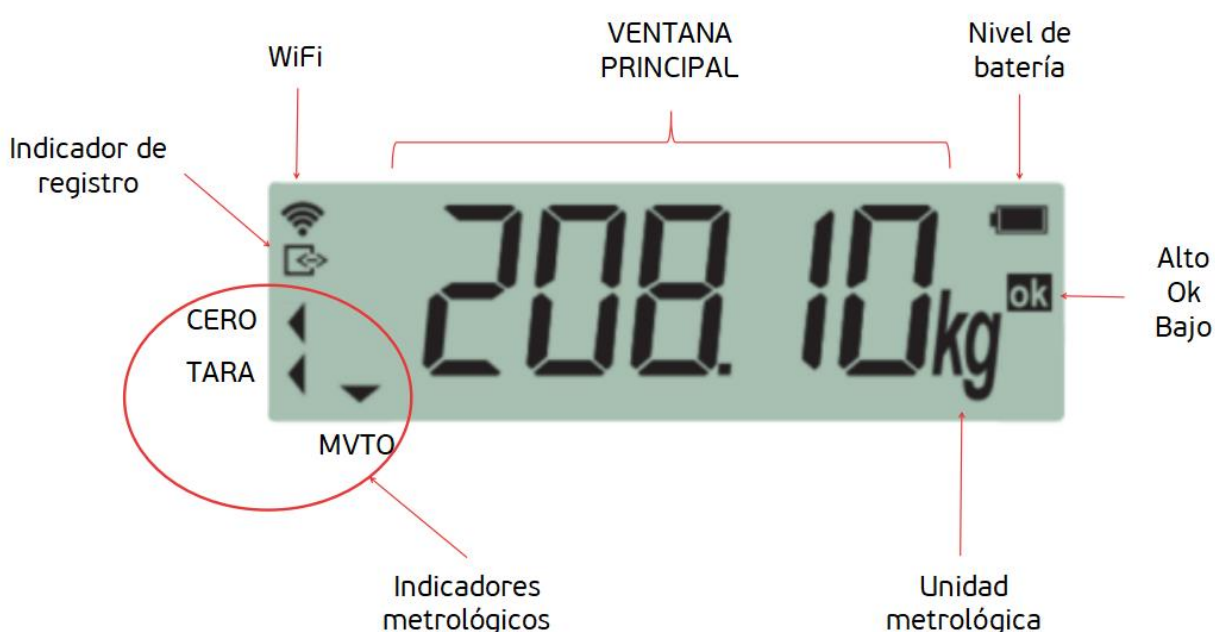 WiFi
VENTANA
PRINCIPAL
Nivel de
batería
Indicador de
registro
208.10kg
ok
Alto
Ok
Bajo
CERO
TARA
MVTO
Indicadores
metrológicos
Unidad
metrológica